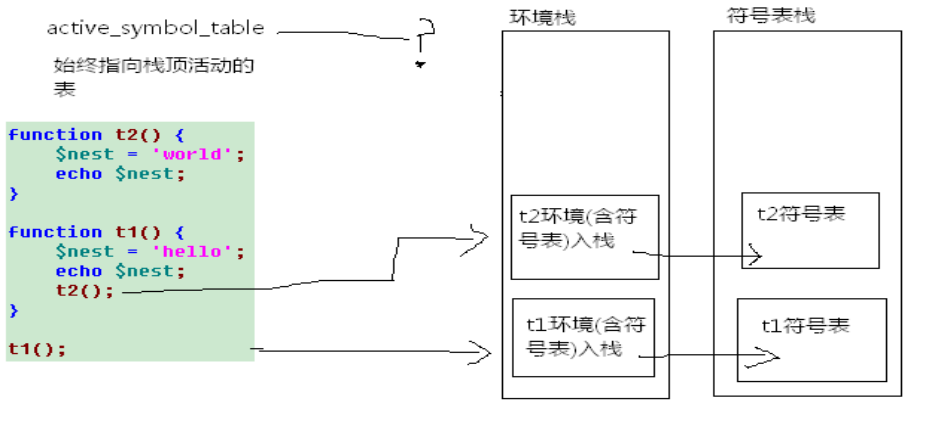 active_symbol_table
始终指向栈顶活动的
表
环境栈
符号表栈
function t2() {
    $nest = 'world';
    echo $nest;
}
function t1() {
    $nest = 'hello';
    echo $nest;
    t2();
}
t1();
t2环境(含符
号表)入栈
t2符号表
t1环境(含符
号表)入栈
t1符号表